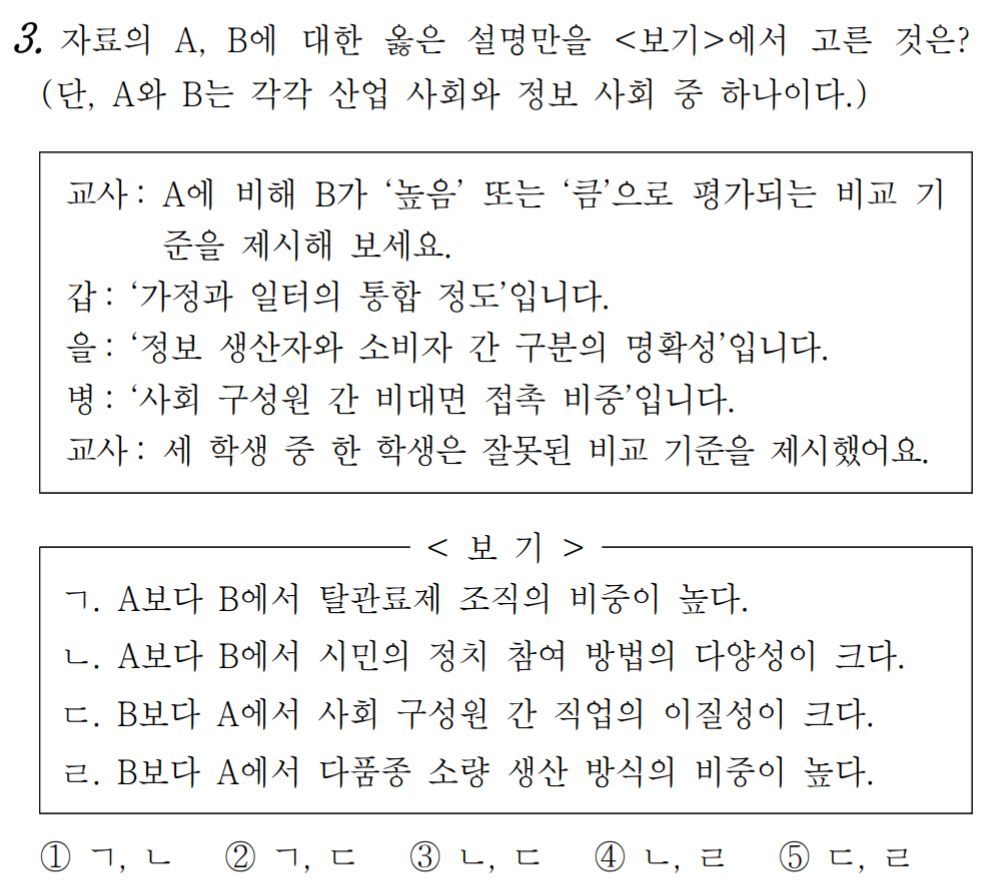 3. 자료의 A, B에 대한 옳은 설명만을 <보기>에서 고른 것은?
(단, A와 B는 각각 산업 사회와 정보 사회 중 하나이다.)
교사: A에 비해 B가 ‘높음’ 또는 ‘큼’으로 평가되는 비교 기
준을 제시해 보세요.
갑: ‘가정과 일터의 통합 정도’입니다.
을: ‘정보 생산자와 소비자 간 구분의 명확성’입니다.
병: ‘사회 구성원 간 비대면 접촉 비중’입니다.
교사: 세 학생 중 한 학생은 잘못된 비교 기준을 제시했어요.
< 보 기 >
ㄱ. A보다 B에서 탈관료제 조직의 비중이 높다.
ㄴ. A보다 B에서 시민의 정치 참여 방법의 다양성이 크다.
ㄷ. B보다 A에서 사회 구성원 간 직업의 이질성이 크다.
ㄹ. B보다 A에서 다품종 소량 생산 방식의 비중이 높다.
① ㄱ, ㄴ ② ㄱ, ㄷ ③ ㄴ, ㄷ ④ ㄴ, ㄹ ⑤ ㄷ, ㄹ